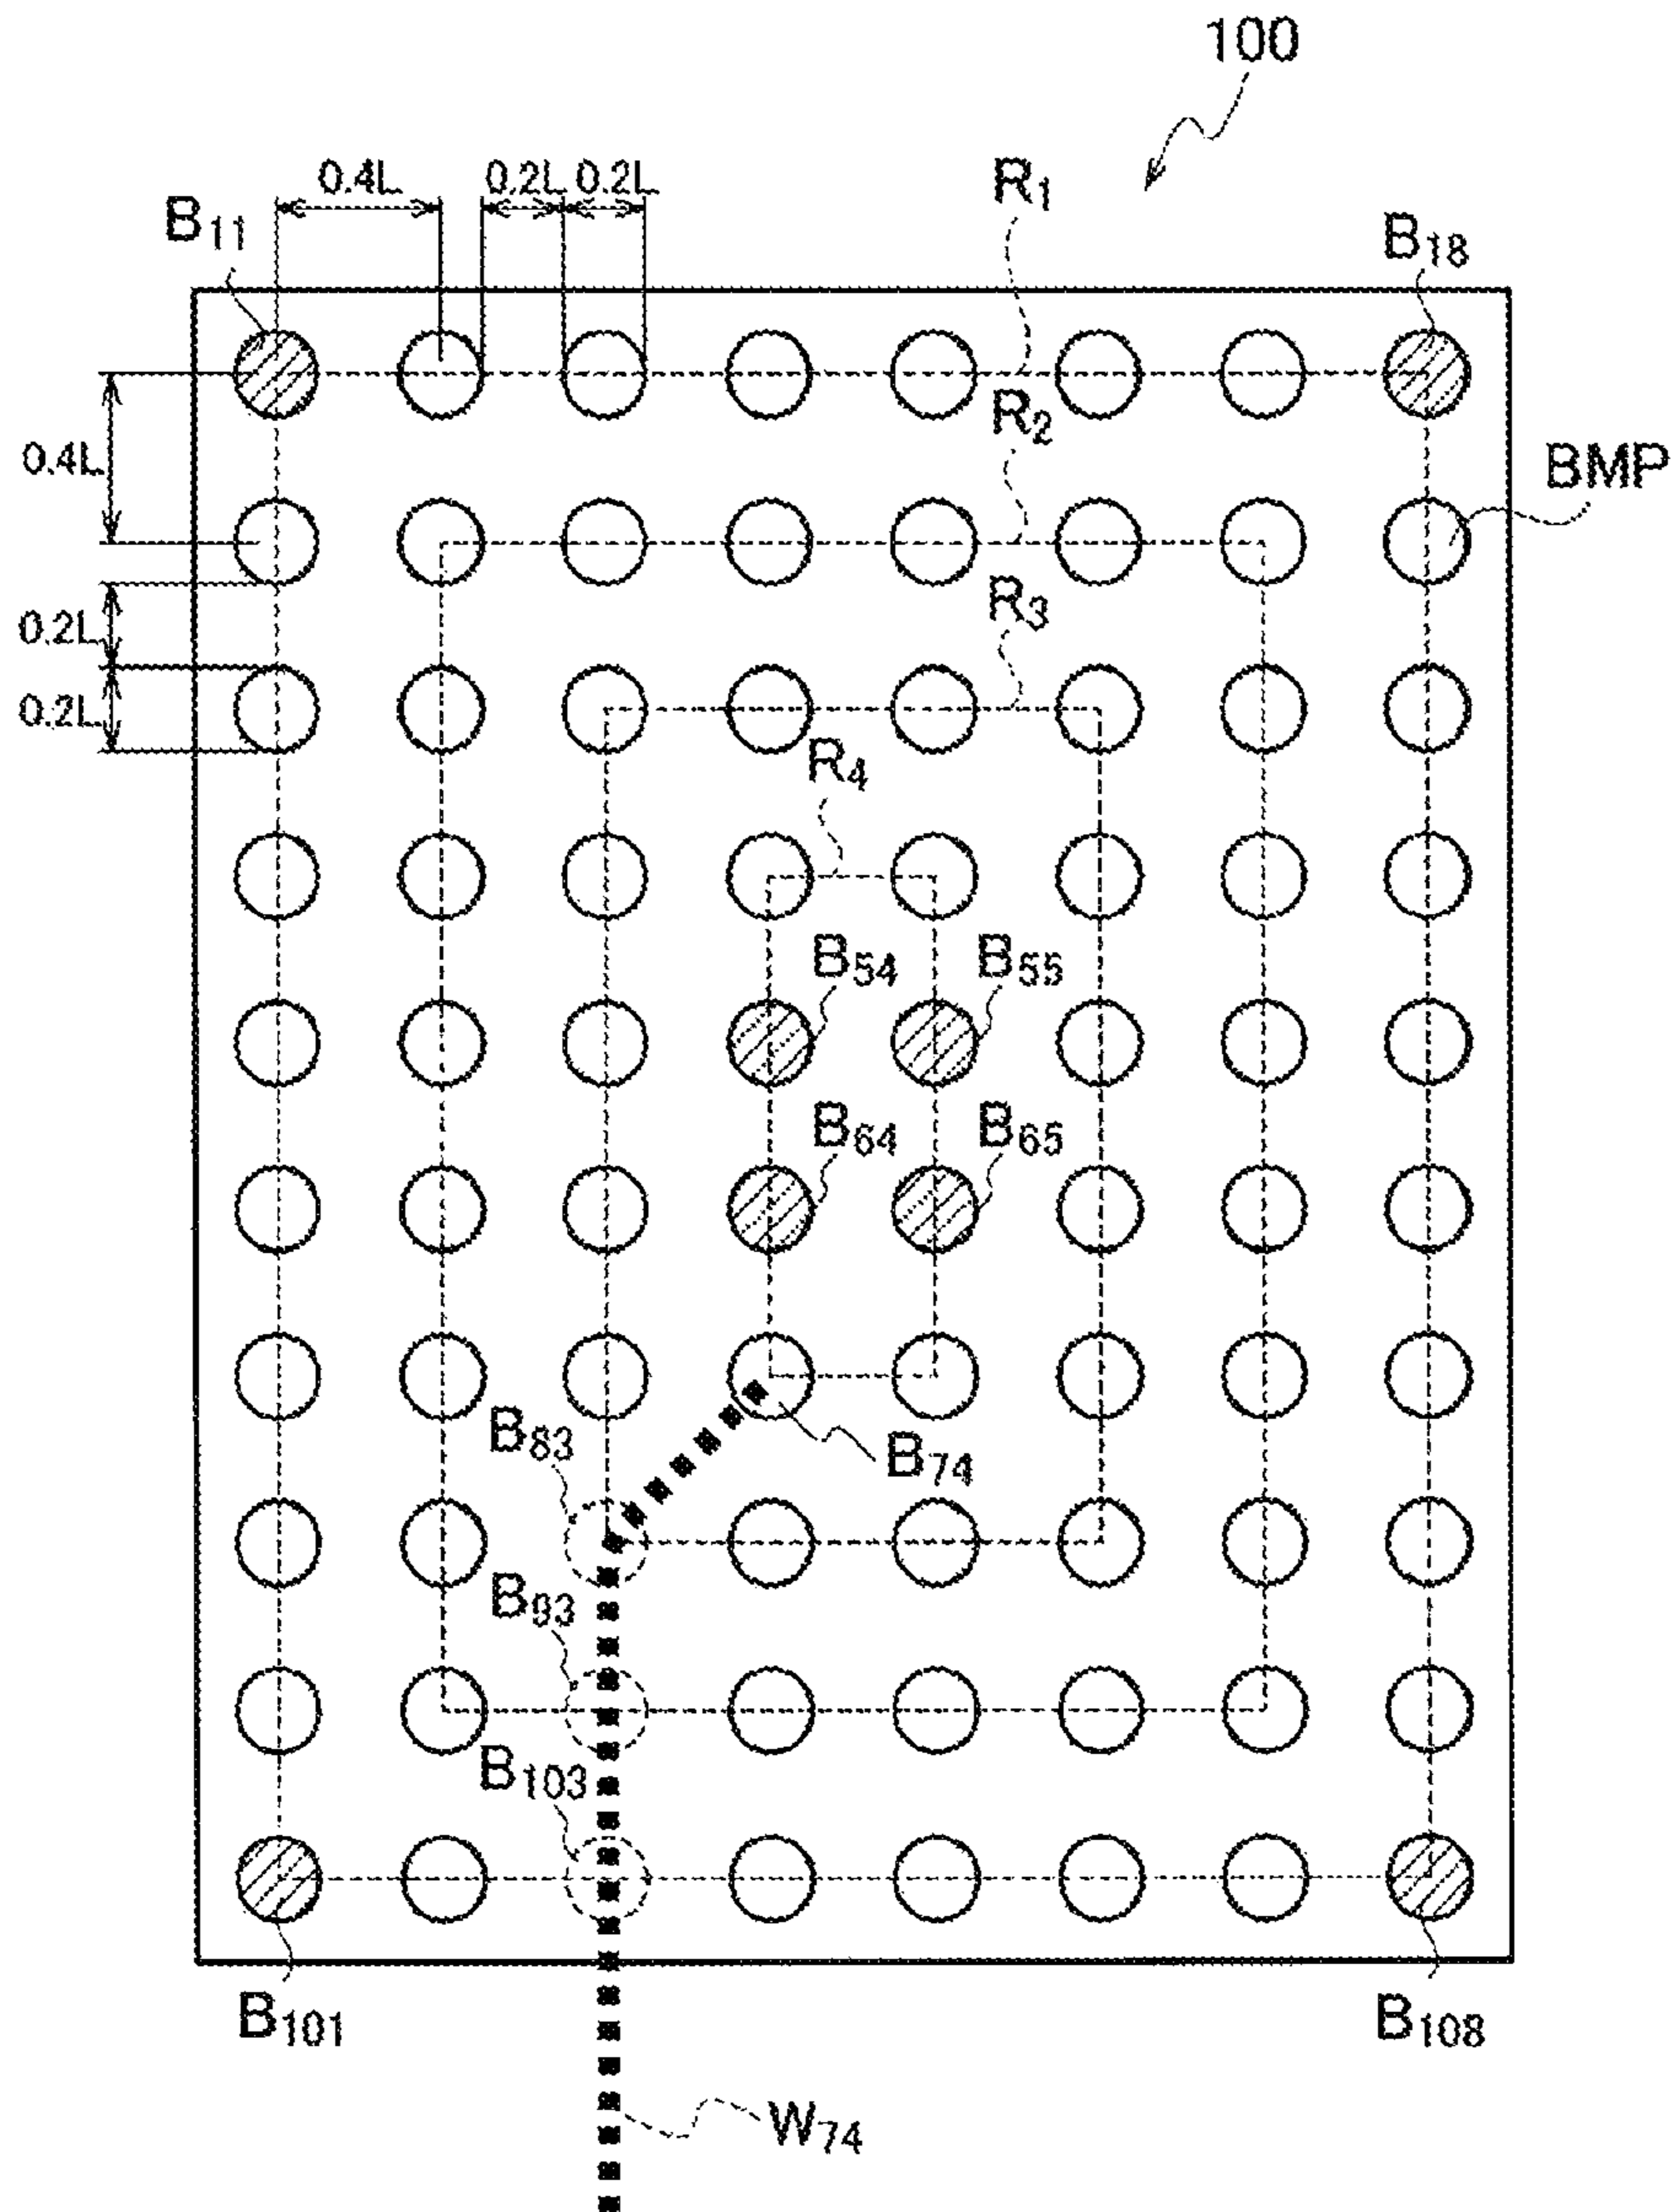 100
0.4L 0.2L 0.2L R₁
B₁₁ B₁₈
R₂
0.4L BMP
R₃
0.2L
0.2L
R₄
B₅₄ B₅₅
B₆₄ B₆₅
B₈₃ B₇₄
B₉₃
B₁₀₃
B₁₀₁ B₁₀₈
W₇₄